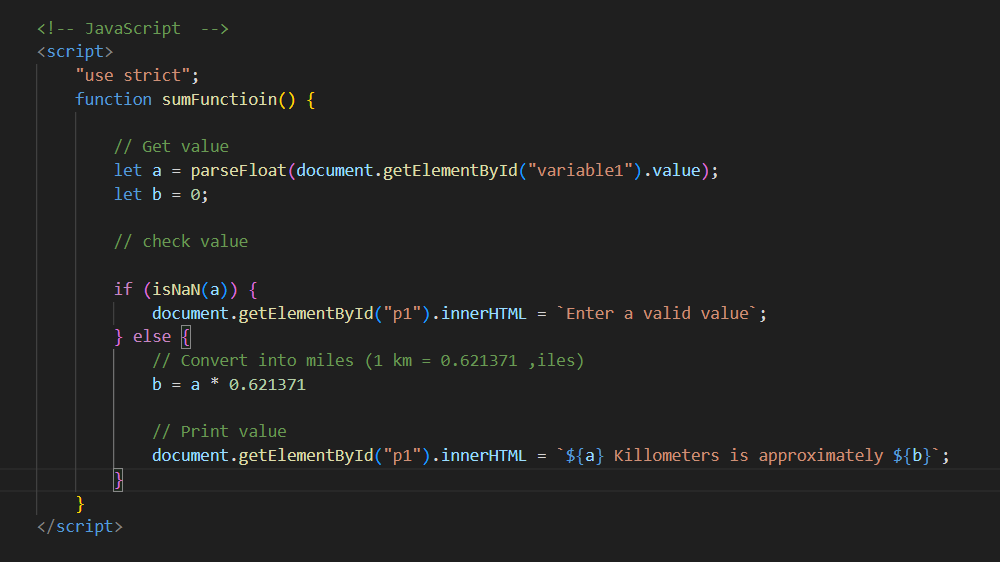 <!-- JavaScript  -->
<script>
"use strict";
function sumFunctioin() {
// Get value
let a = parseFloat(document.getElementById("variable1").value);
let b = 0;
// check value
if (isNaN(a)) {
document.getElementById("p1").innerHTML = `Enter a valid value`;
} else {
// Convert into miles (1 km = 0.621371 ,iles)
b = a * 0.621371
// Print value
document.getElementById("p1").innerHTML = `${a} Killometers is approximately ${b}`;
}
}
</script>